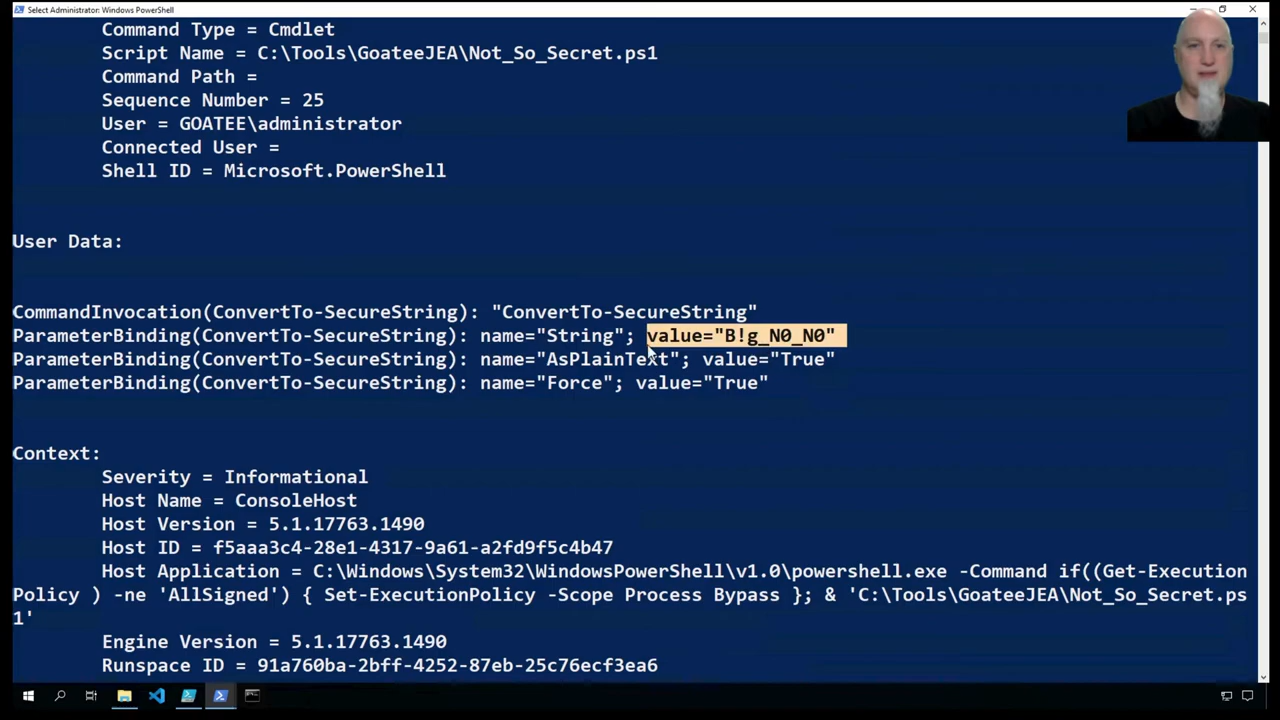 Select Administrator: Windows PowerShell
Command Type = Cmdlet
Script Name = C:\Tools\GoateeJEA\Not_So_Secret.ps1
Command Path =
Sequence Number = 25
User = GOATEE\administrator
Connected User =
Shell ID = Microsoft.PowerShell
User Data:
CommandInvocation(ConvertTo-SecureString): "ConvertTo-SecureString"
ParameterBinding(ConvertTo-SecureString): name="String"; value="B!g_N0_N0"
ParameterBinding(ConvertTo-SecureString): name="AsPlainText"; value="True"
ParameterBinding(ConvertTo-SecureString): name="Force"; value="True"
Context:
Severity = Informational
Host Name = ConsoleHost
Host Version = 5.1.17763.1490
Host ID = f5aaa3c4-28e1-4317-9a61-a2fd9f5c4b47
Host Application = C:\Windows\System32\WindowsPowerShell\v1.0\powershell.exe -Command if((Get-Execution
Policy ) -ne 'AllSigned') { Set-ExecutionPolicy -Scope Process Bypass }; & 'C:\Tools\GoateeJEA\Not_So_Secret.ps
1'
Engine Version = 5.1.17763.1490
Runspace ID = 91a760ba-2bff-4252-87eb-25c76ecf3ea6